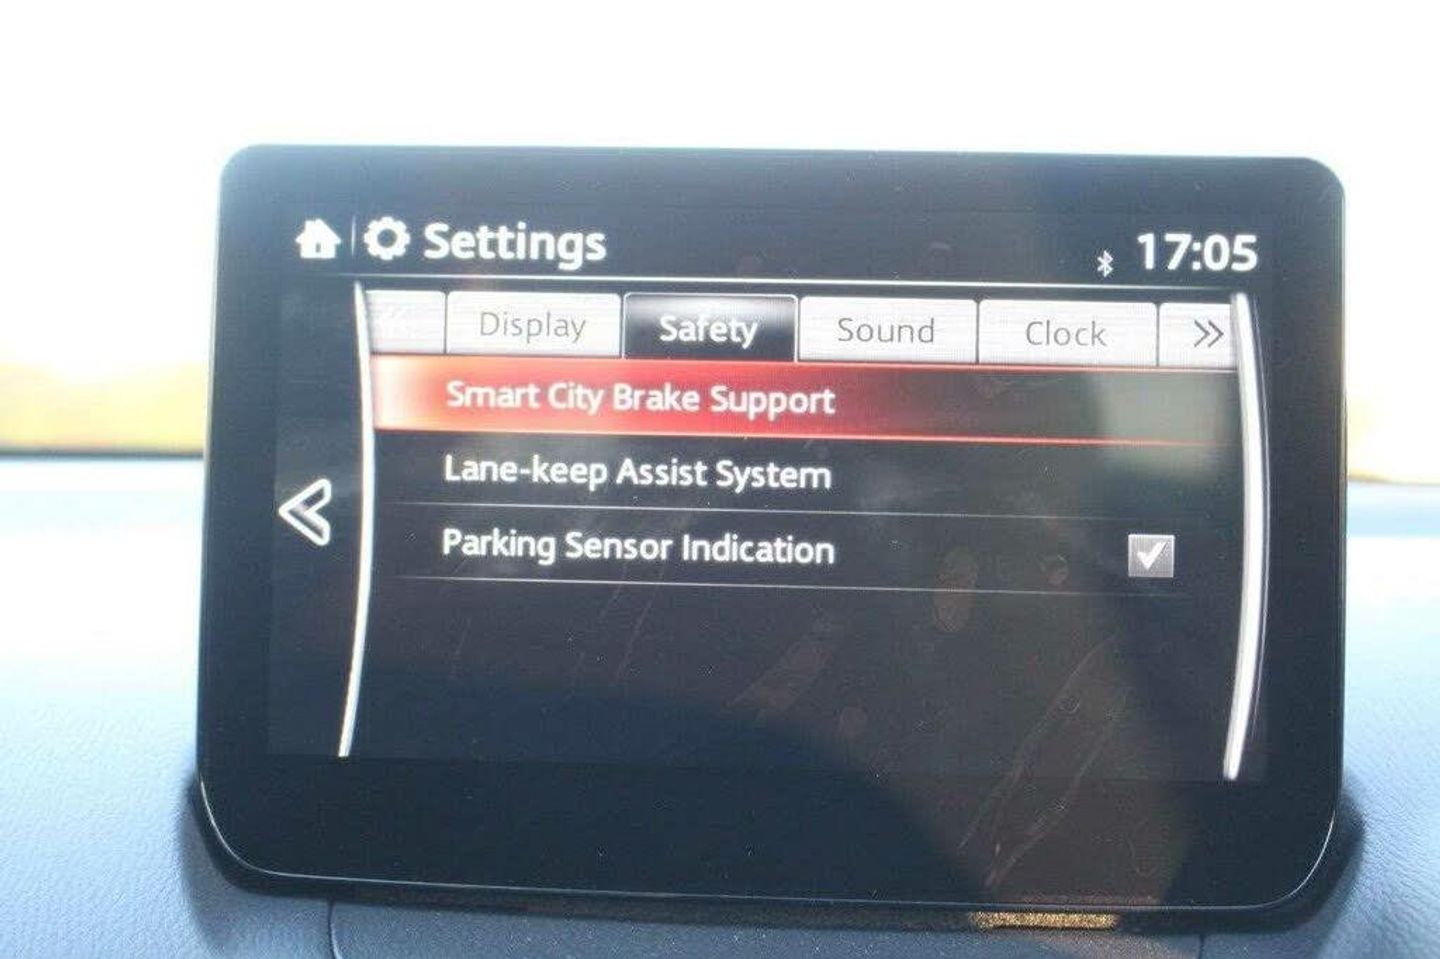 Settings
17:05
Display Safety Sound Clock
Smart City Brake Support
Lane-keep Assist System
Parking Sensor Indication